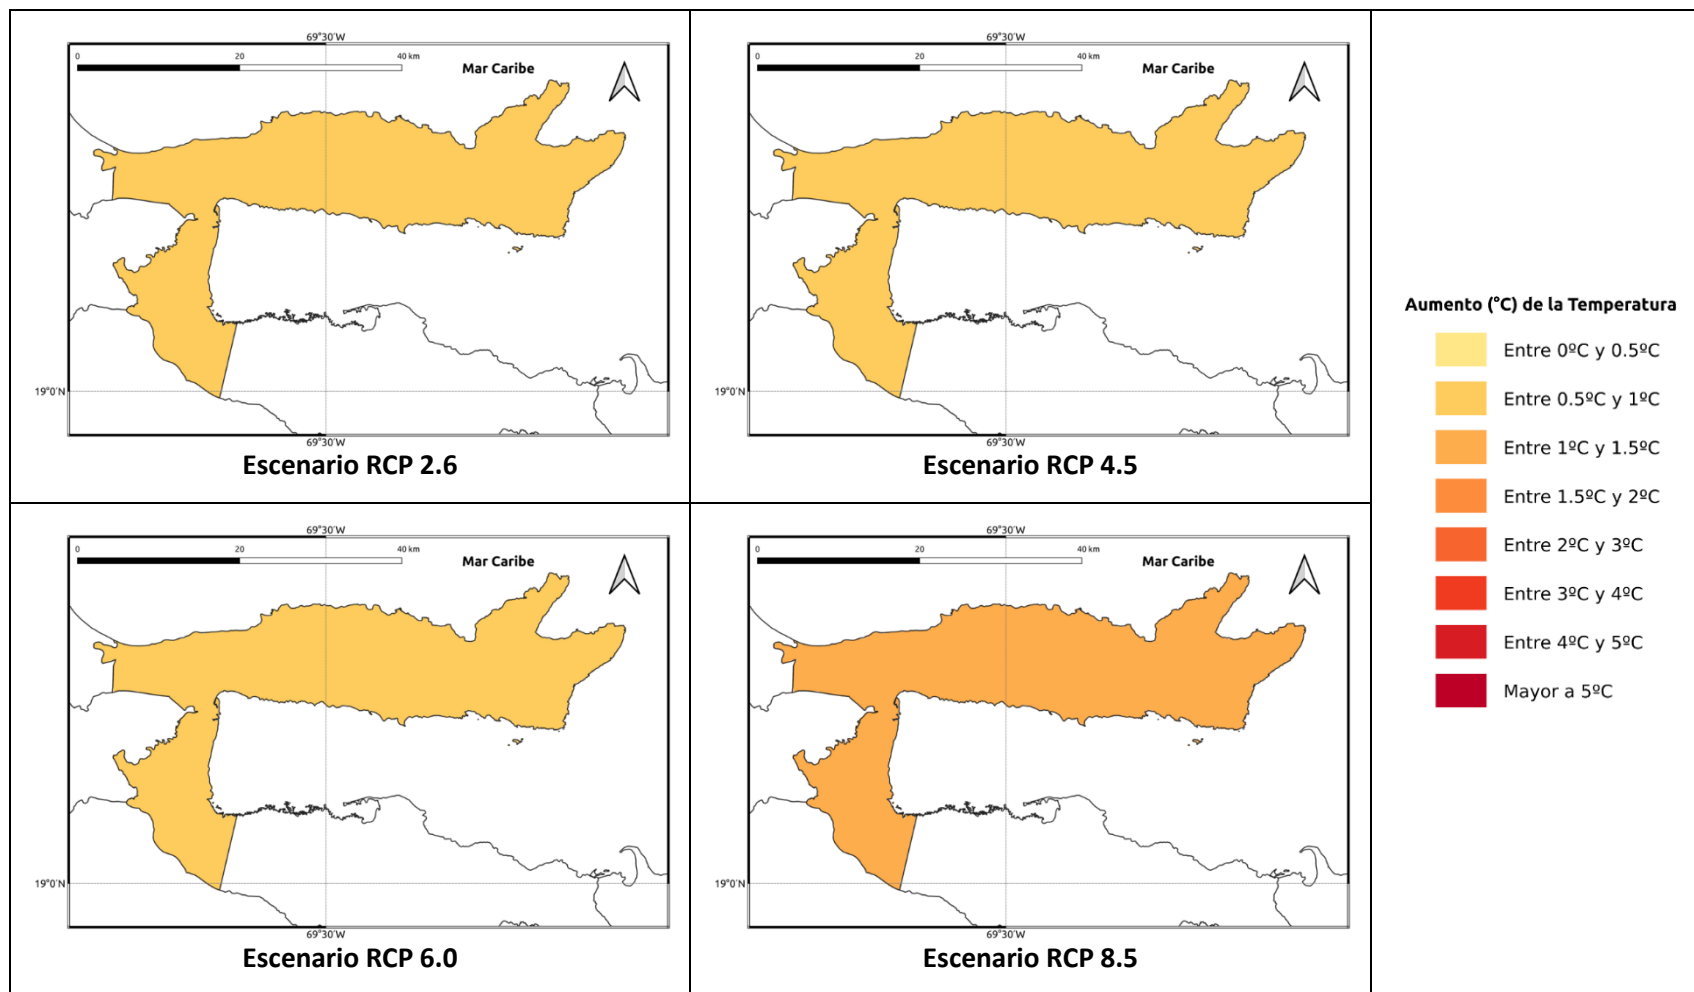 69°30'W
0 20 40 km
Mar Caribe
19°0'N
69°30'W
Escenario RCP 2.6
69°30'W
0 20 40 km
Mar Caribe
19°0'N
69°30'W
Escenario RCP 4.5
69°30'W
0 20 40 km
Mar Caribe
19°0'N
69°30'W
Escenario RCP 6.0
69°30'W
0 20 40 km
Mar Caribe
19°0'N
69°30'W
Escenario RCP 8.5
Aumento (°C) de la Temperatura
Entre 0ºC y 0.5ºC
Entre 0.5ºC y 1ºC
Entre 1ºC y 1.5ºC
Entre 1.5ºC y 2ºC
Entre 2ºC y 3ºC
Entre 3ºC y 4ºC
Entre 4ºC y 5ºC
Mayor a 5ºC